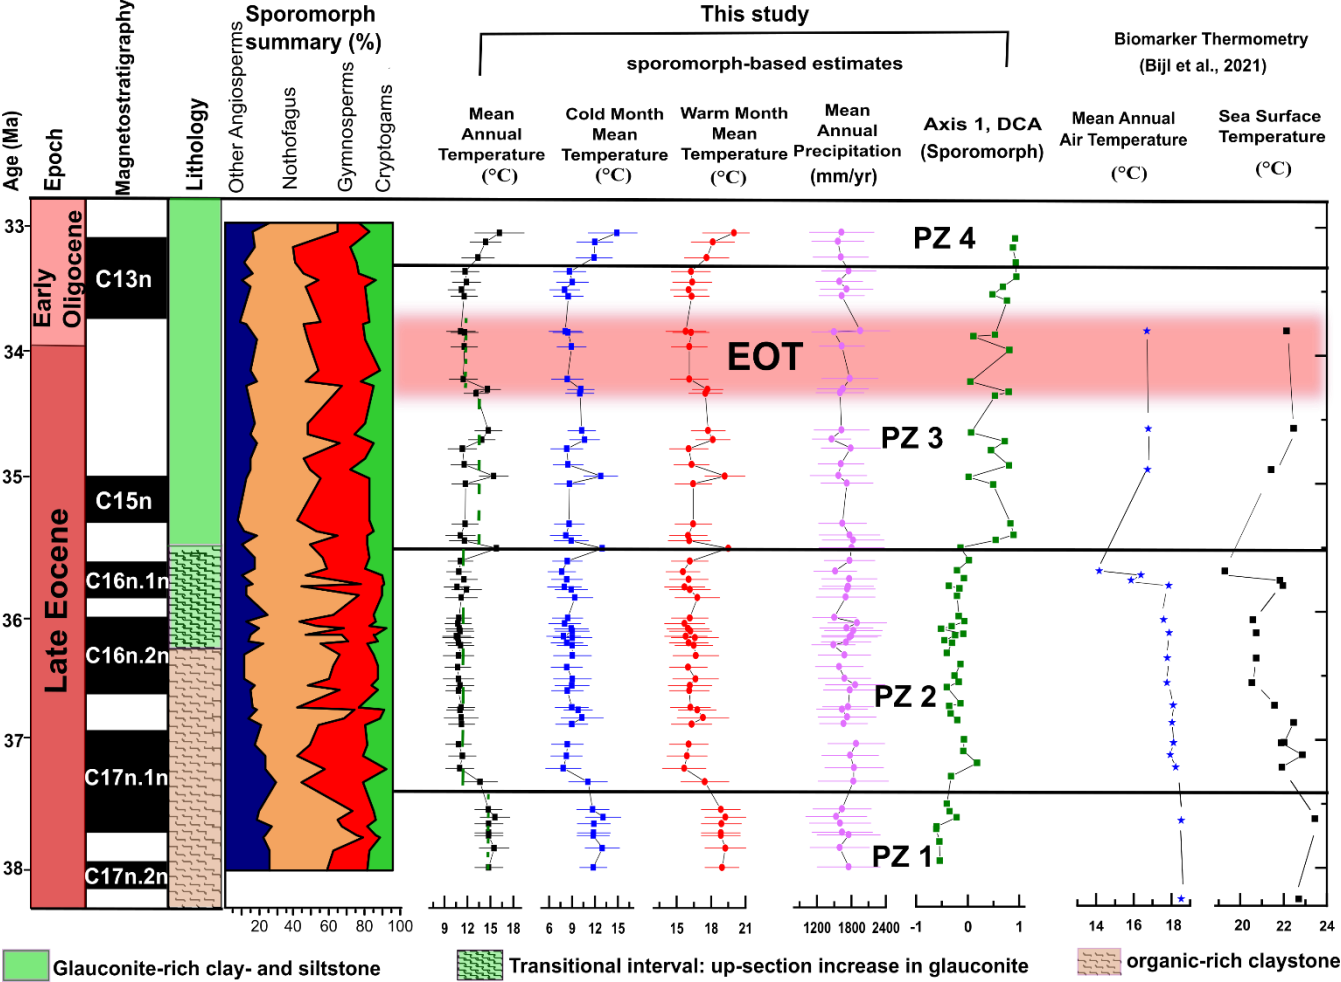 This study
Sporomorph
summary (%)
sporomorph-based estimates
Biomarker Thermometry
(Bijl et al., 2021)
Age (Ma)
Epoch
Magnetostratigraphy
Lithology
Other Angiosperms
Nothofagus
Gymnosperms
Cryptogams
Mean
Annual
Temperature
(°C)
Cold Month
Mean
Temperature
(°C)
Warm Month
Mean
Temperature
(°C)
Mean
Annual
Precipitation
(mm/yr)
Axis 1, DCA
(Sporomorph)
Mean Annual
Air Temperature
(°C)
Sea Surface
Temperature
(°C)
33
34
35
36
37
38
Early
Oligocene
Late Eocene
C13n
C15n
C16n.1n
C16n.2n
C17n.1n
C17n.2n
PZ 4
EOT
PZ 3
PZ 2
PZ 1
20 40 60 80 100
9 12 15 18
6 9 12 15
15 18 21
1200 1800 2400
-1 0 1
14 16 18
20 22 24
Glauconite-rich clay- and siltstone
Transitional interval: up-section increase in glauconite
organic-rich claystone